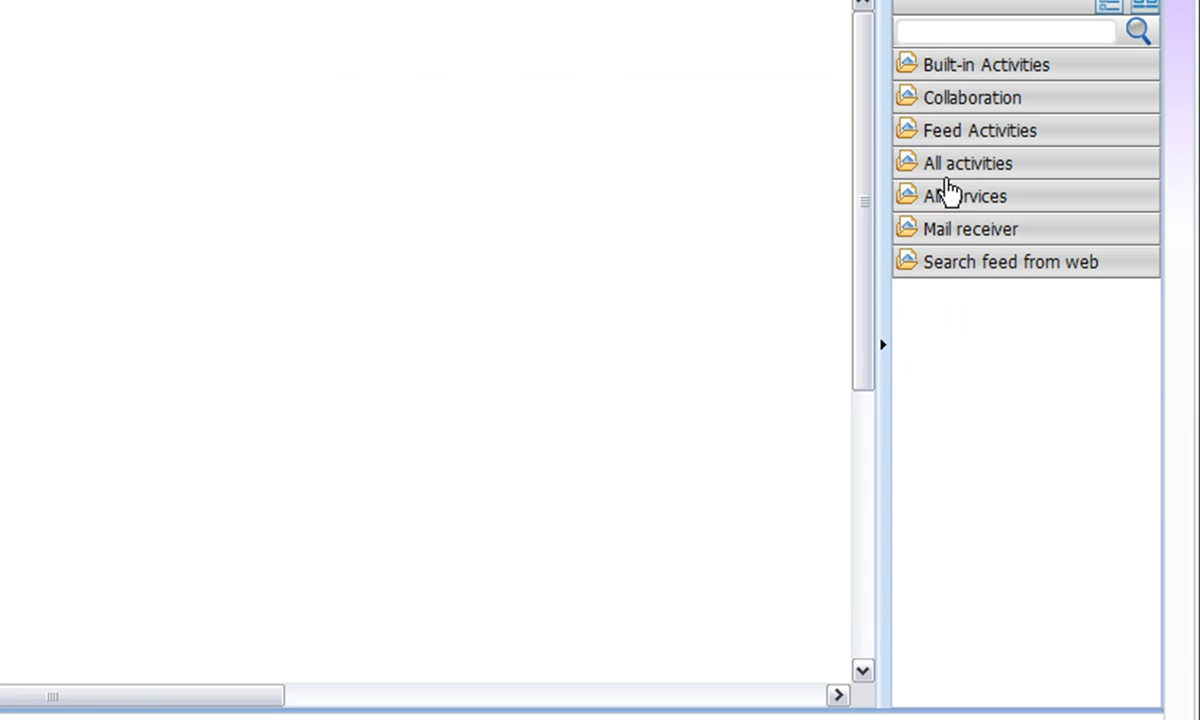 Built-in Activities
Collaboration
Feed Activities
All activities
Mail receiver
Search feed from web